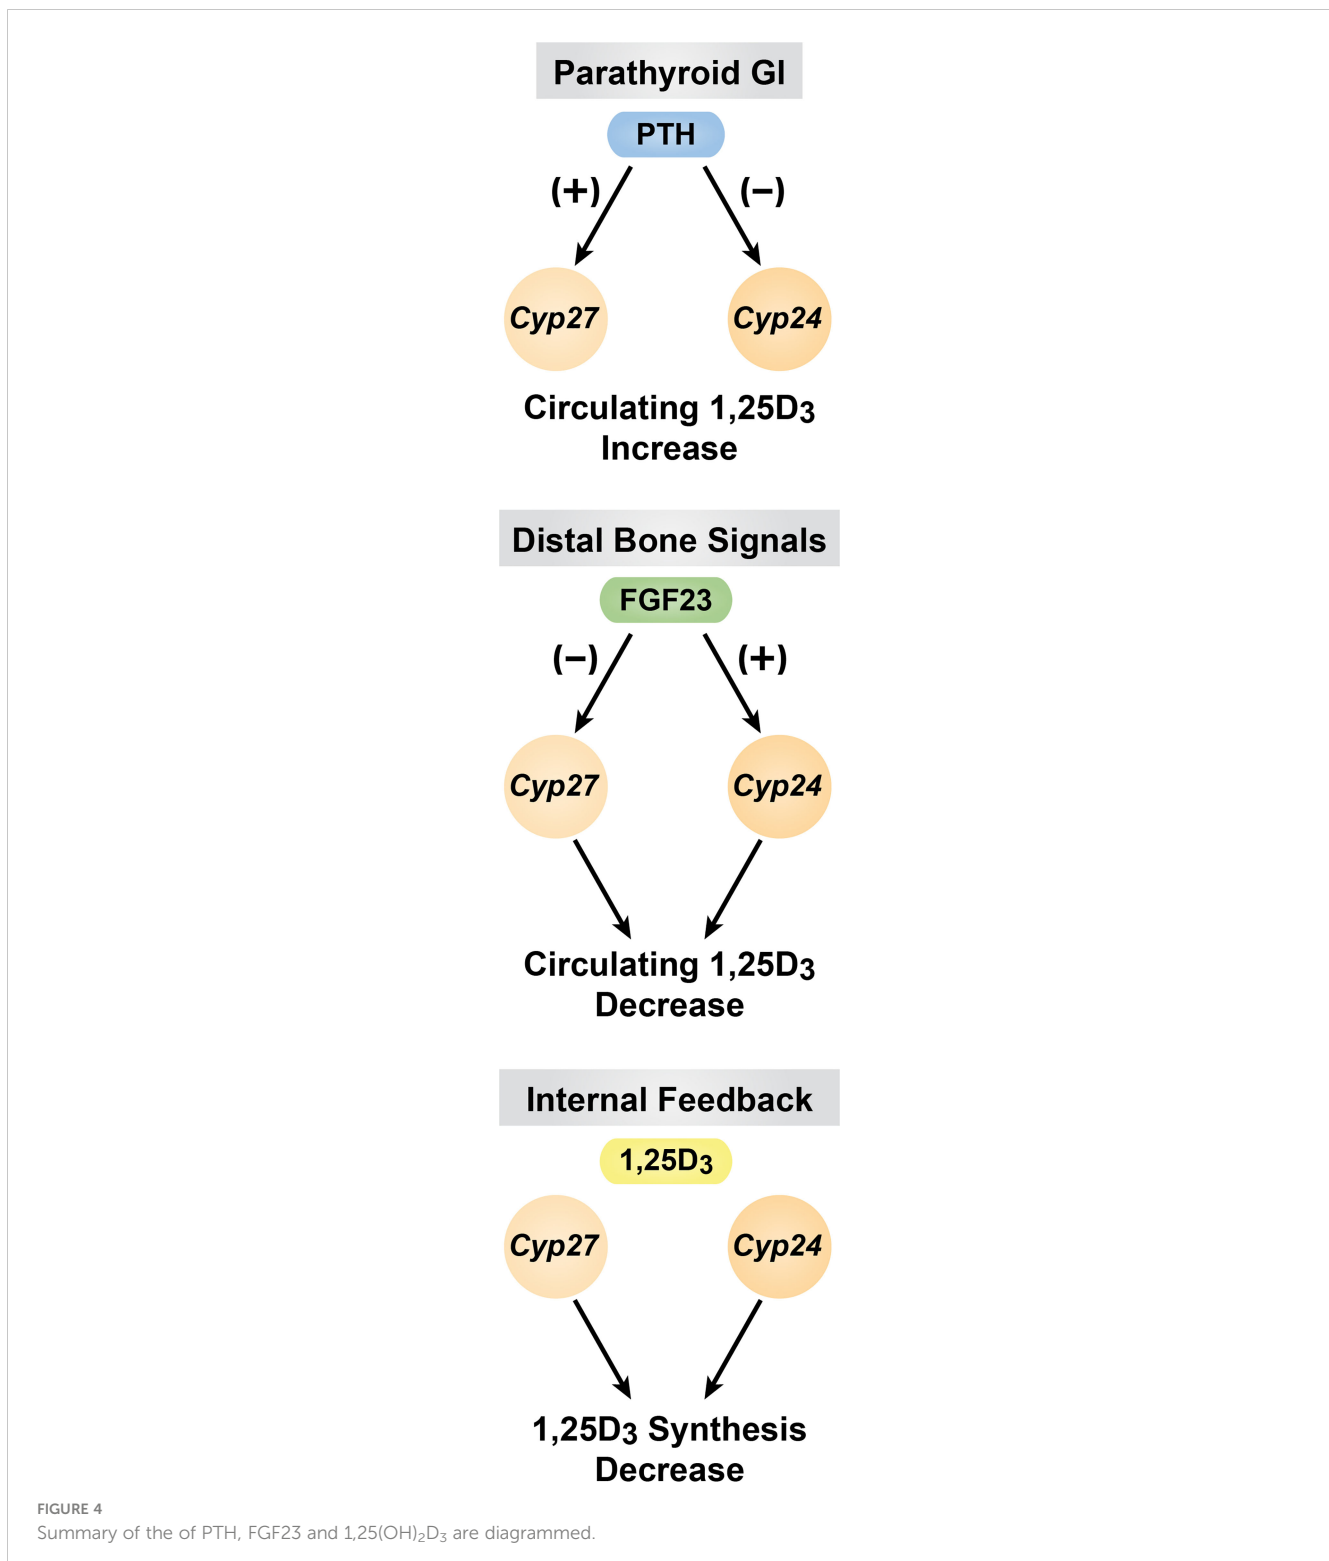 Parathyroid Gl
PTH
(+) (−)
Cyp27 Cyp24
Circulating 1,25D3
Increase
Distal Bone Signals
FGF23
(−) (+)
Cyp27 Cyp24
Circulating 1,25D3
Decrease
Internal Feedback
1,25D3
Cyp27 Cyp24
1,25D3 Synthesis
Decrease
FIGURE 4
Summary of the of PTH, FGF23 and 1,25(OH)2D3 are diagrammed.